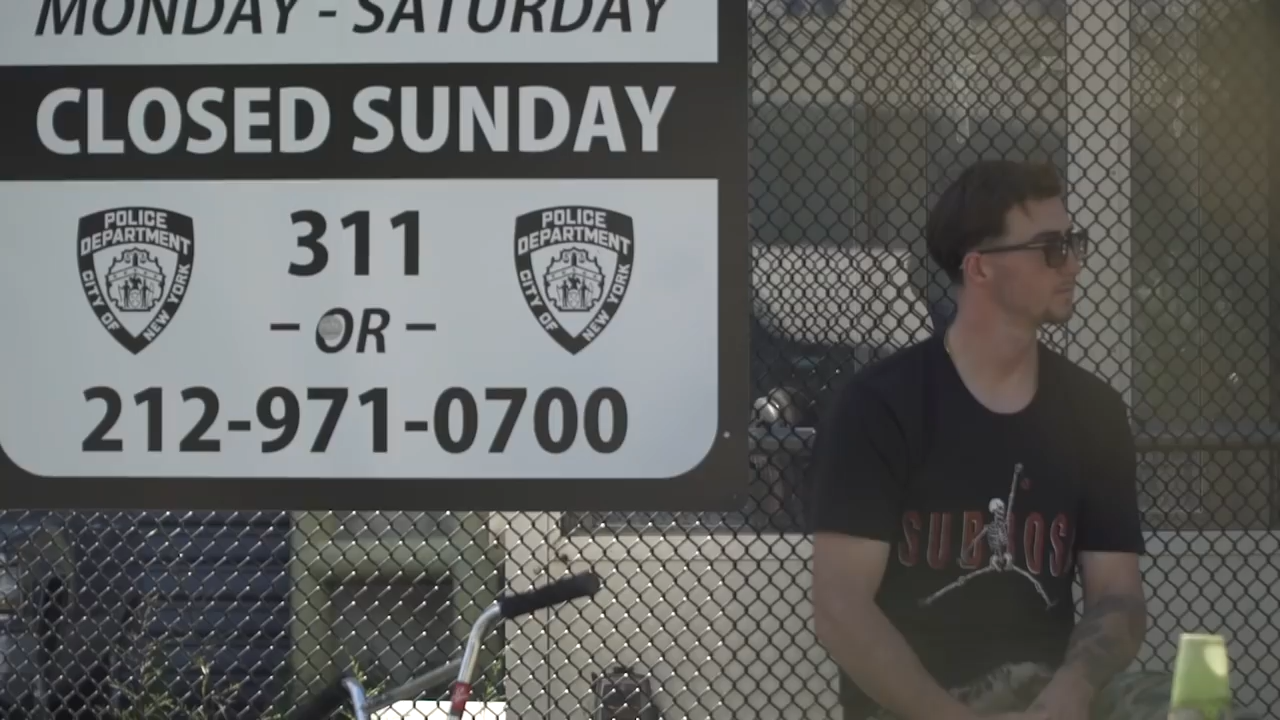 MONDAY - SATURDAY
CLOSED SUNDAY
POLICE
DEPARTMENT
CITY OF
NEW YORK
311
- OR -
POLICE
DEPARTMENT
CITY OF
NEW YORK
212-971-0700